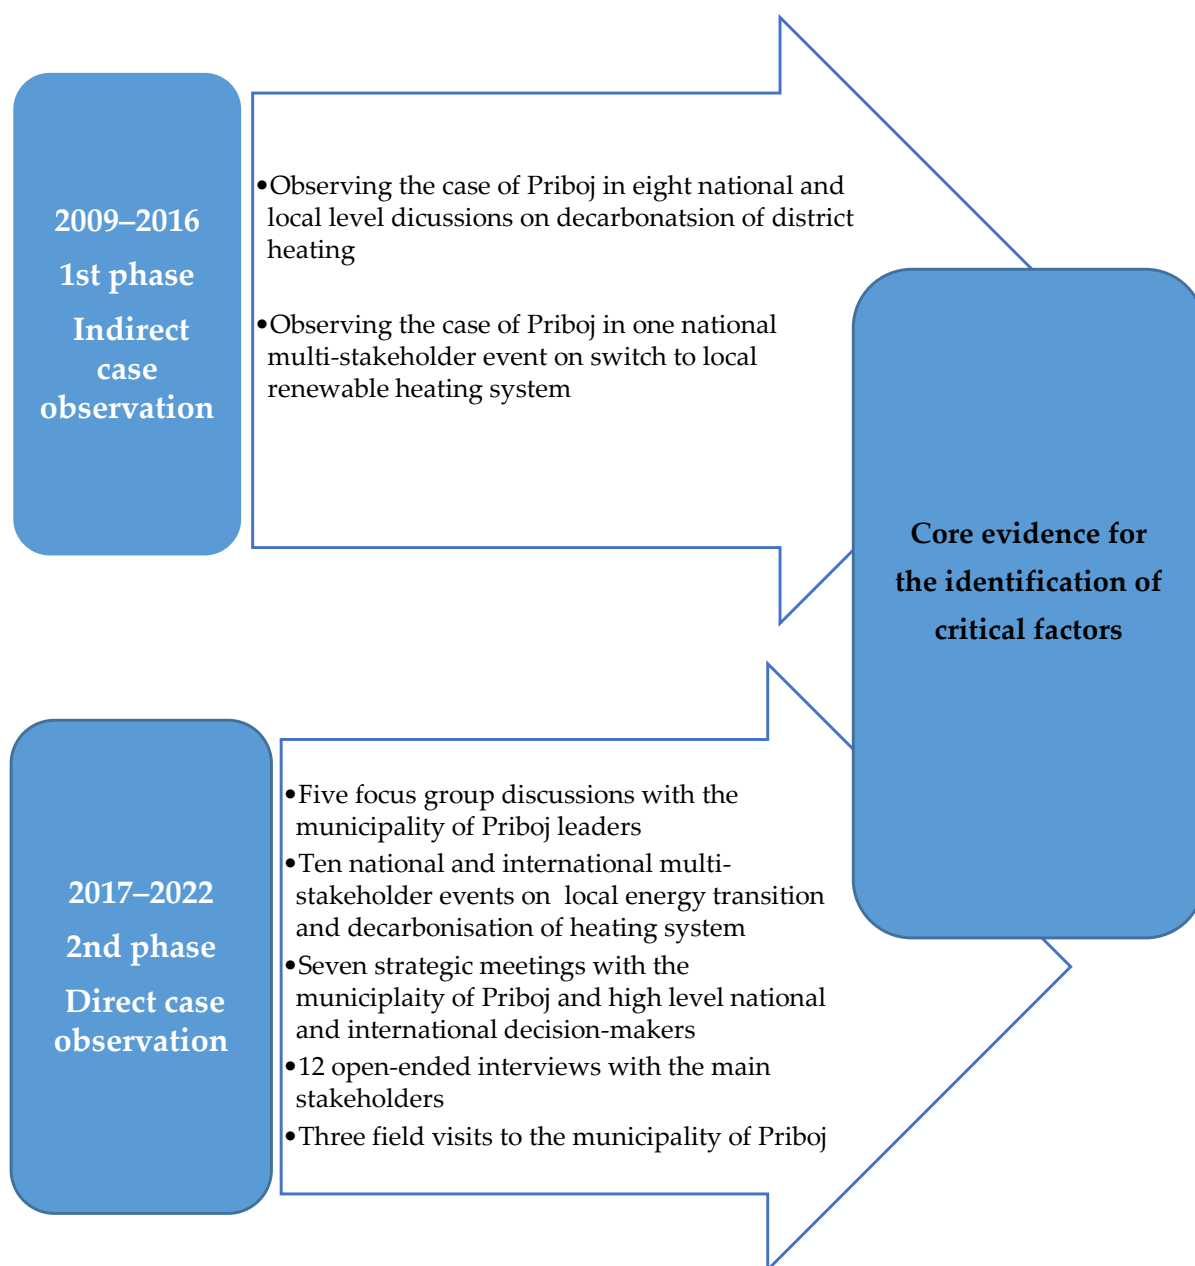 2009–2016
1st phase
Indirect
case
observation
•Observing the case of Priboj in eight national and
local level dicussions on decarbonatsion of district
heating
•Observing the case of Priboj in one national
multi-stakeholder event on switch to local
renewable heating system
Core evidence for
the identification of
critical factors
2017–2022
2nd phase
Direct case
observation
•Five focus group discussions with the
municipality of Priboj leaders
•Ten national and international multi-
stakeholder events on local energy transition
and decarbonisation of heating system
•Seven strategic meetings with the
municiplaity of Priboj and high level national
and international decision-makers
•12 open-ended interviews with the main
stakeholders
•Three field visits to the municipality of Priboj